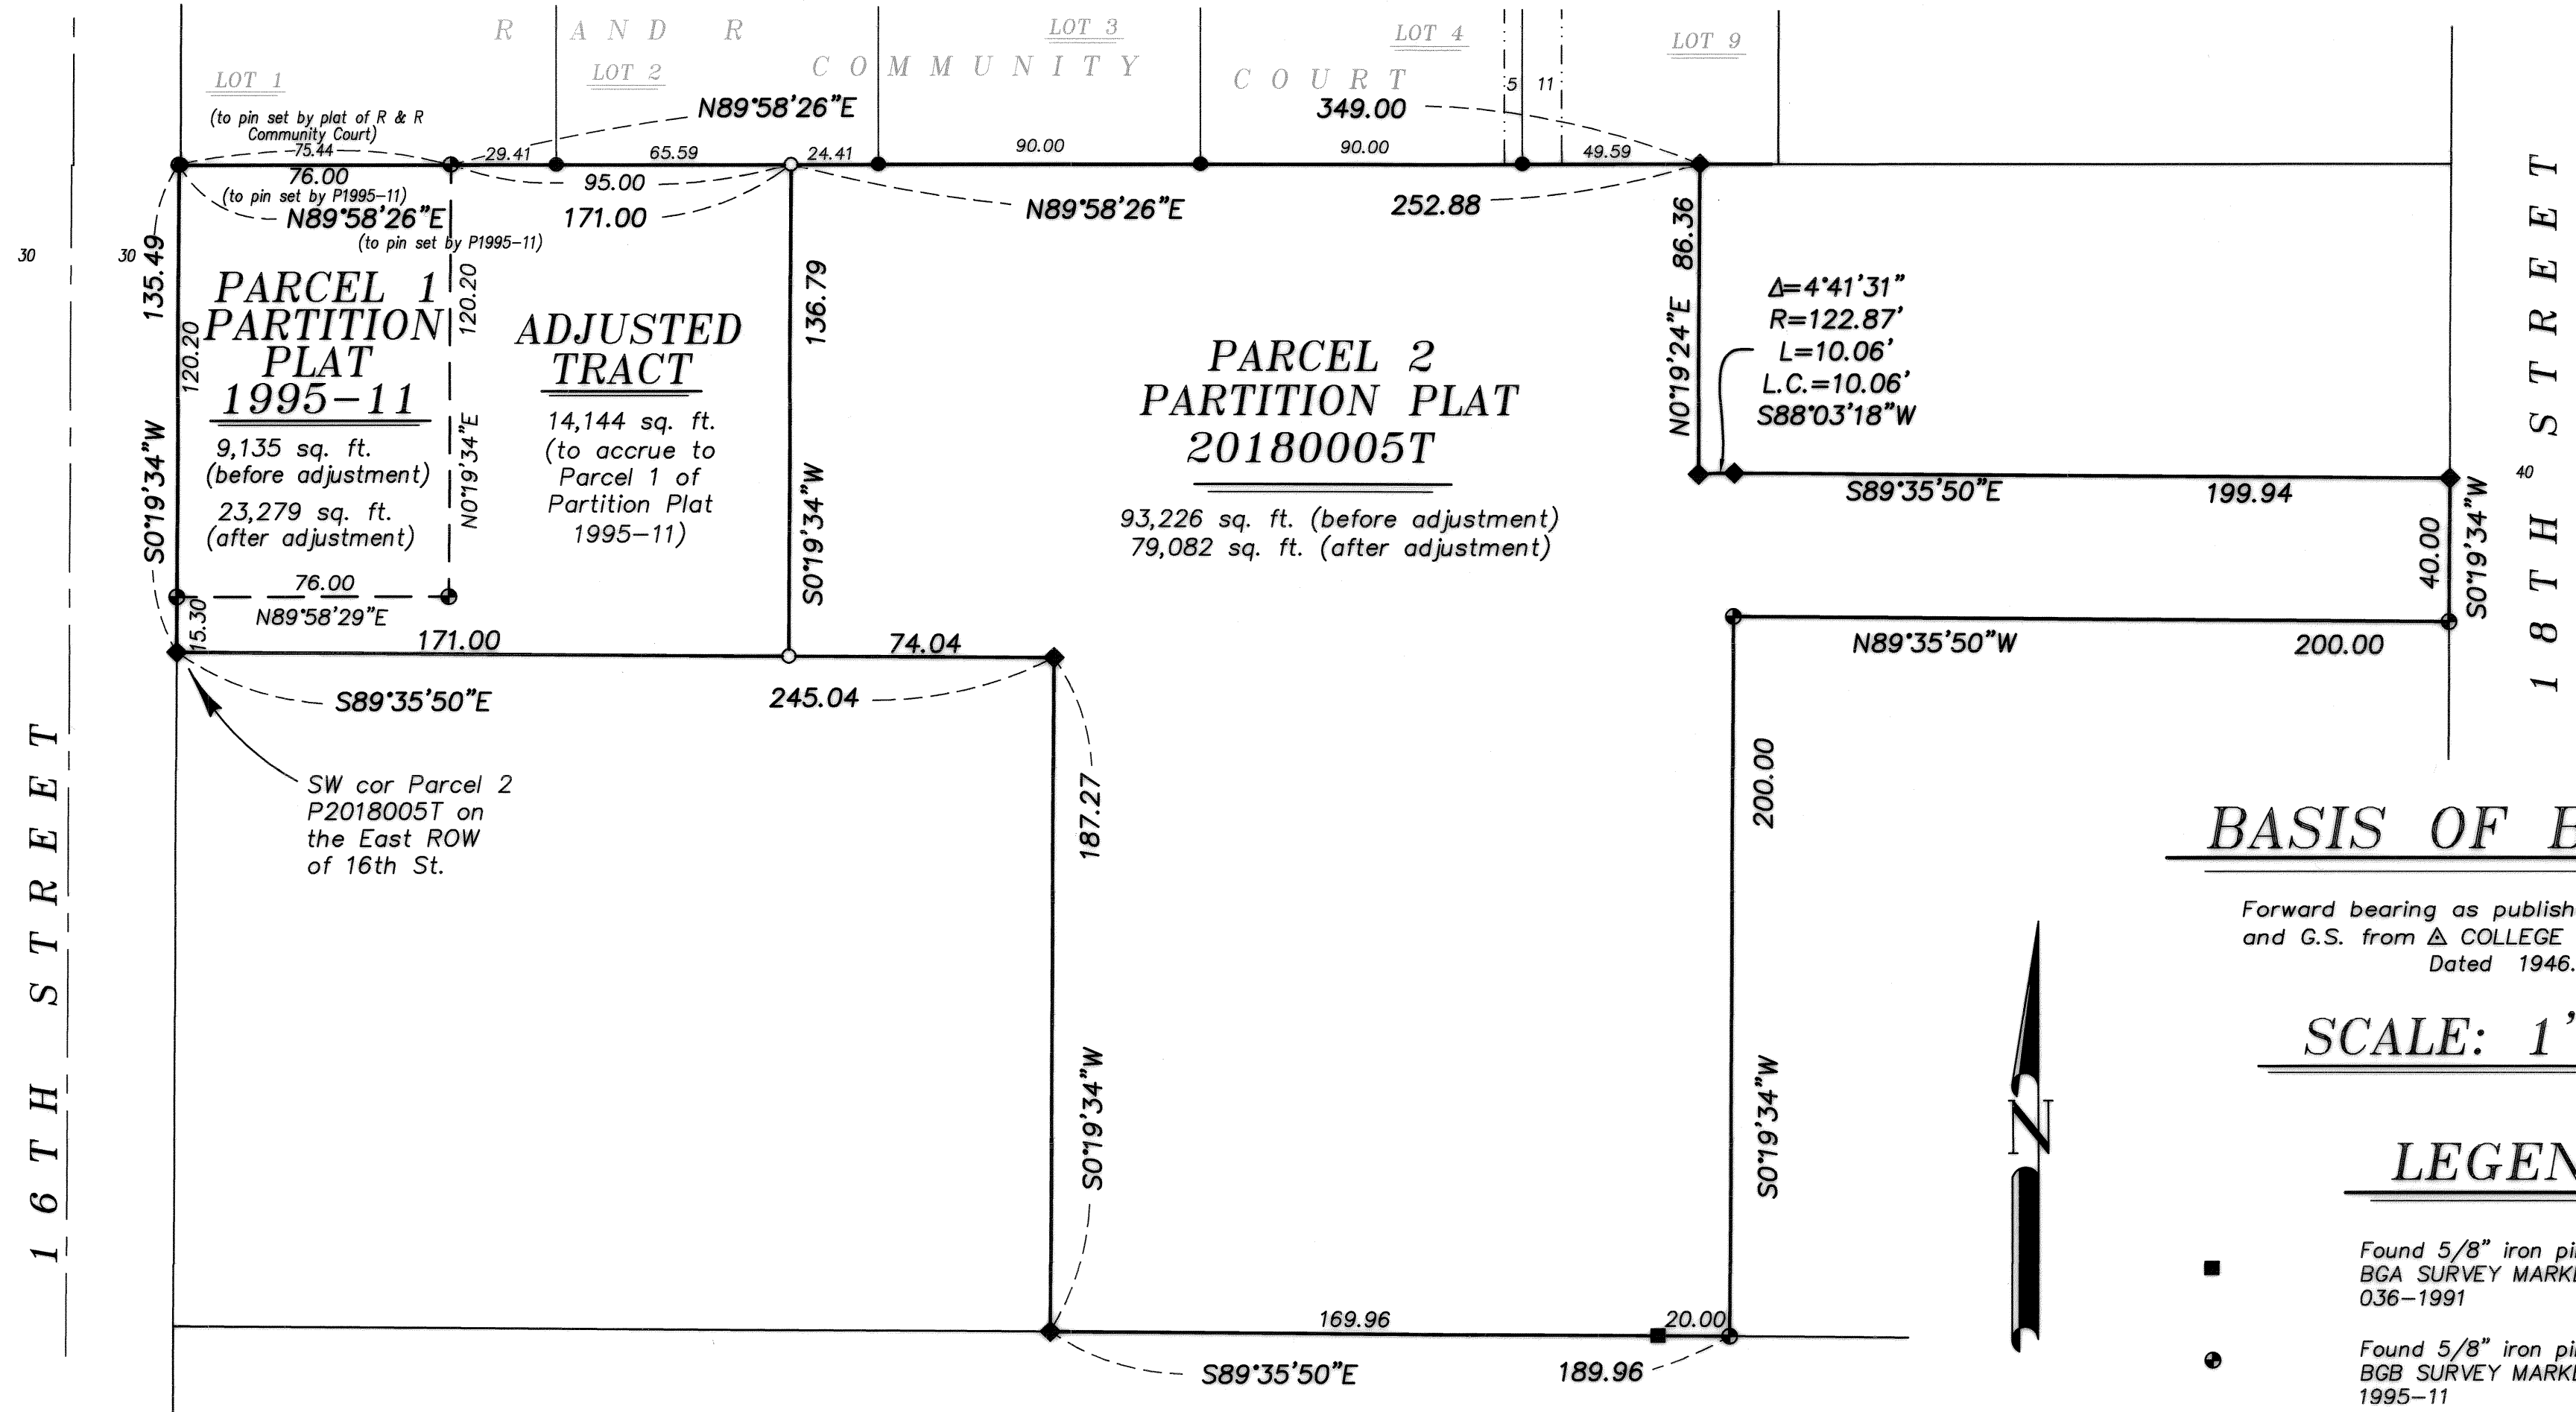 R AND R
COMMUNITY
COURT
LOT 1
LOT 2
LOT 3
LOT 4
LOT 9
5
11
(to pin set by plat of R & R
Community Court)
75.44
N89°58'26"E
349.00
29.41
65.59
24.41
90.00
90.00
49.59
76.00
(to pin set by P1995-11)
N89°58'26"E
(to pin set by P1995-11)
95.00
171.00
N89°58'26"E
252.88
30
30
135.49
S0°19'34"W
120.20
120.20
N0°19'34"E
PARCEL 1
PARTITION
PLAT
1995-11
9,135 sq. ft.
(before adjustment)
23,279 sq. ft.
(after adjustment)
76.00
N89°58'29"E
15.30
ADJUSTED
TRACT
14,144 sq. ft.
(to accrue to
Parcel 1 of
Partition Plat
1995-11)
136.79
S0°19'34"W
PARCEL 2
PARTITION PLAT
20180005T
93,226 sq. ft. (before adjustment)
79,082 sq. ft. (after adjustment)
86.36
N0°19'24"E
Δ=4°41'31"
R=122.87'
L=10.06'
L.C.=10.06'
S88°03'18"W
S89°35'50"E
199.94
40
40.00
S0°19'34"W
N89°35'50"W
200.00
18TH STREET
171.00
74.04
S89°35'50"E
245.04
SW cor Parcel 2
P2018005T on
the East ROW
of 16th St.
16TH STREET
187.27
S0°19'34"W
200.00
S0°19'34"W
169.96
20.00
S89°35'50"E
189.96
N
BASIS OF
Forward bearing as
and G.S. from COLLEGE
Dated 1946.
SCALE: 1"
Found 5/8" iron
BGA SURVEY
036-1991
Found 5/8" iron
BGB SURVEY
1995-11